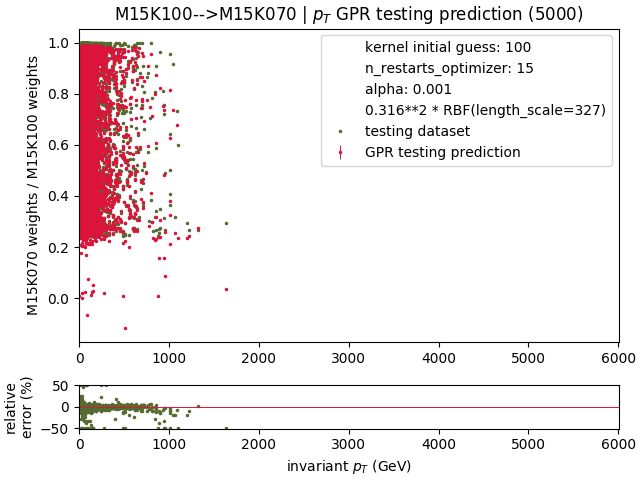 M15K100-->M15K070 | p_T GPR testing prediction (5000)
M15K070 weights / M15K100 weights
1.0
0.8
0.6
0.4
0.2
0.0
kernel initial guess: 100
n_restarts_optimizer: 15
alpha: 0.001
0.316**2 * RBF(length_scale=327)
testing dataset
GPR testing prediction
0 1000 2000 3000 4000 5000 6000
relative
error (%)
50
0
−50
0 1000 2000 3000 4000 5000 6000
invariant p_T (GeV)